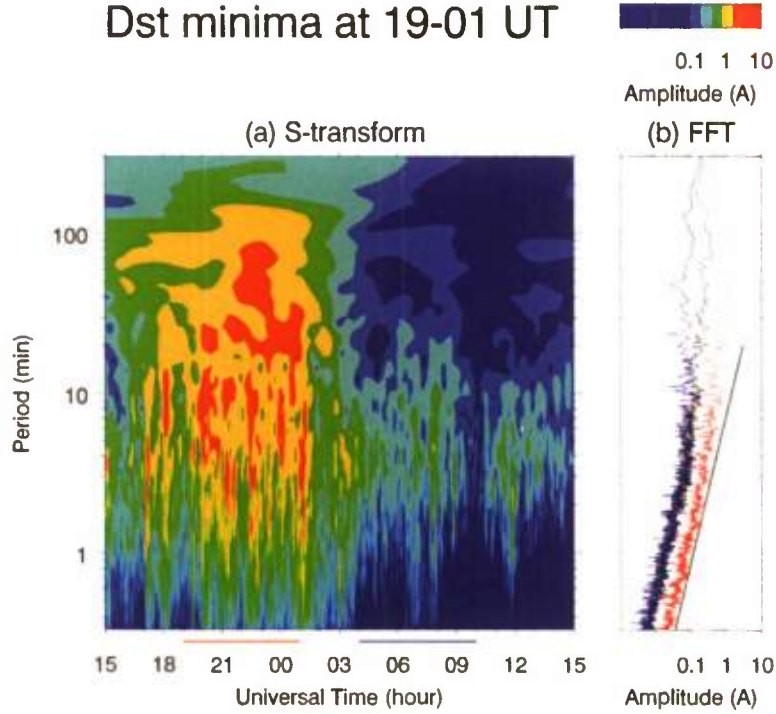 Dst minima at 19-01 UT
0.1 1 10
Amplitude (A)
(a) S-transform
(b) FFT
Period (min)
100
10
1
15 18 21 00 03 06 09 12 15
Universal Time (hour)
0.1 1 10
Amplitude (A)